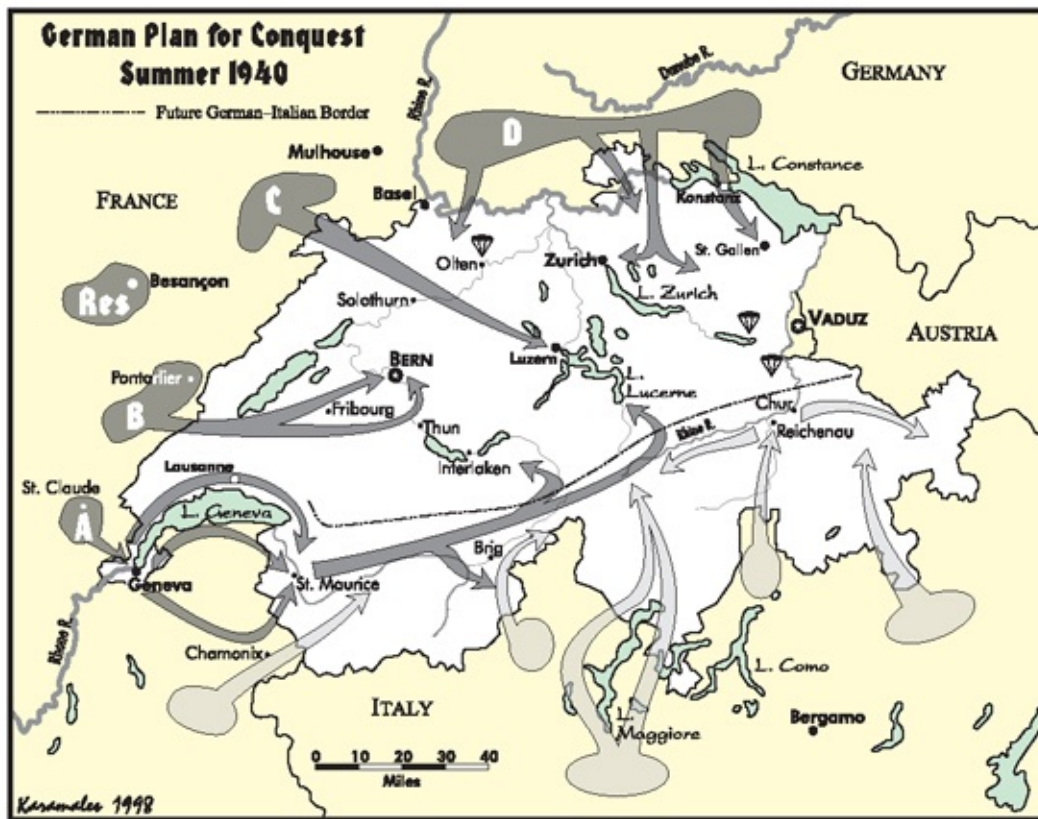 German Plan for Conquest
Summer 1940
Future German–Italian Border
Rhine R.
Danube R.
GERMANY
Mulhouse
D
L. Constance
FRANCE
C
Basel
Konstanz
St. Gallen
Olten
Zurich
Besançon
Res
L. Zurich
Solothurn
VADUZ
AUSTRIA
Luzern
BERN
L.
Lucerne
Pontarlier
B
Fribourg
Chur
Thun
Rhine R.
Reichenau
Interlaken
Lausanne
St. Claude
L. Geneva
A
Brig
Geneva
St. Maurice
Rhone R.
Chamonix
L. Como
ITALY
L.
Maggiore
Bergamo
0 10 20 30 40
Miles
Karamales 1998